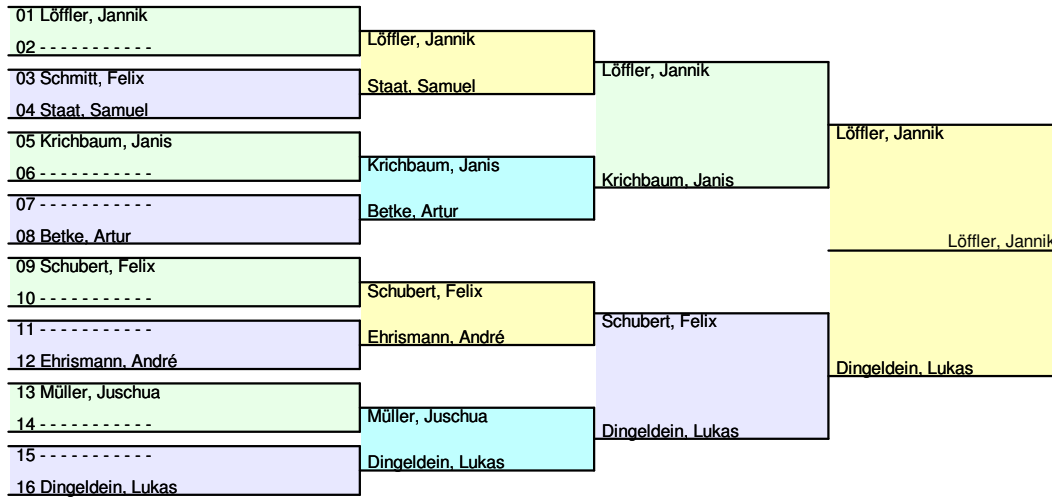 01 Löffler, Jannik
02 - - - - - - - - - - -
03 Schmitt, Felix
04 Staat, Samuel
05 Krichbaum, Janis
06 - - - - - - - - - - -
07 - - - - - - - - - - -
08 Betke, Artur
09 Schubert, Felix
10 - - - - - - - - - - -
11 - - - - - - - - - - -
12 Ehrismann, André
13 Müller, Juschua
14 - - - - - - - - - - -
15 - - - - - - - - - - -
16 Dingeldein, Lukas
Löffler, Jannik
Staat, Samuel
Krichbaum, Janis
Betke, Artur
Schubert, Felix
Ehrismann, André
Müller, Juschua
Dingeldein, Lukas
Löffler, Jannik
Krichbaum, Janis
Schubert, Felix
Dingeldein, Lukas
Löffler, Jannik
Dingeldein, Lukas
Löffler, Jannik